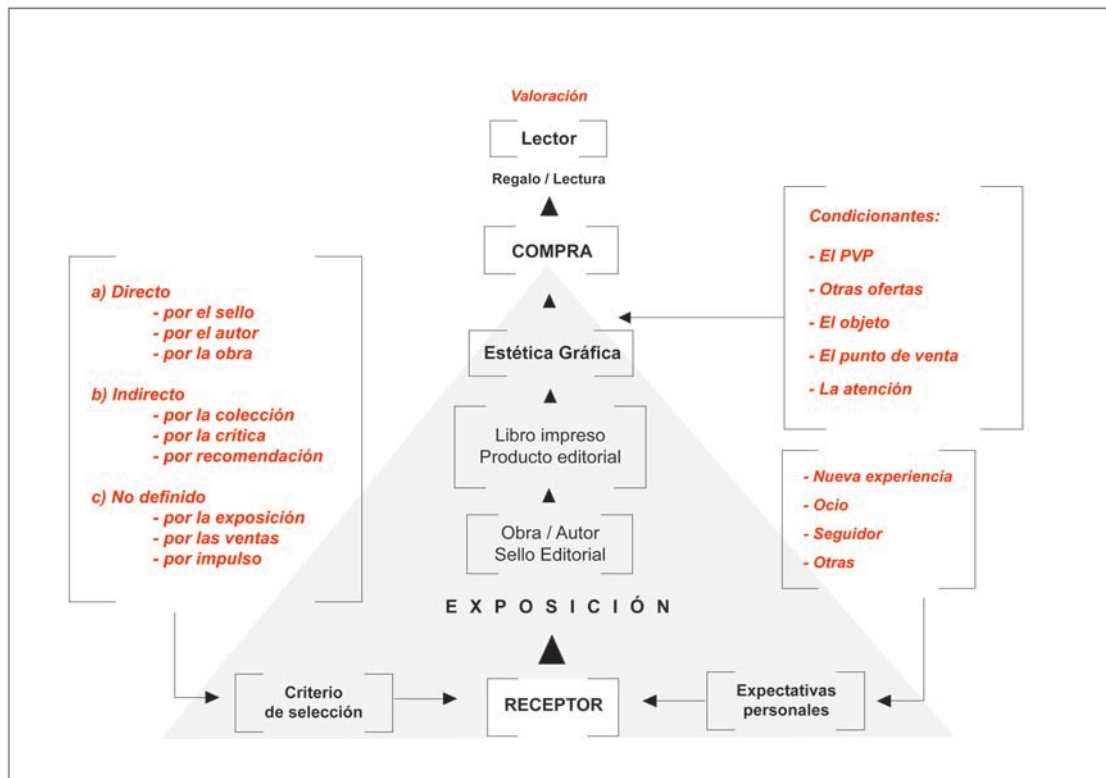 Valoración
Lector
Regalo / Lectura
COMPRA
Estética Gráfica
Libro impreso
Producto editorial
Obra / Autor
Sello Editorial
EXPOSICIÓN
RECEPTOR
a) Directo
- por el sello
- por el autor
- por la obra
b) Indirecto
- por la colección
- por la crítica
- por recomendación
c) No definido
- por la exposición
- por las ventas
- por impulso
Criterio
de selección
Condicionantes:
- El PVP
- Otras ofertas
- El objeto
- El punto de venta
- La atención
- Nueva experiencia
- Ocio
- Seguidor
- Otras
Expectativas
personales